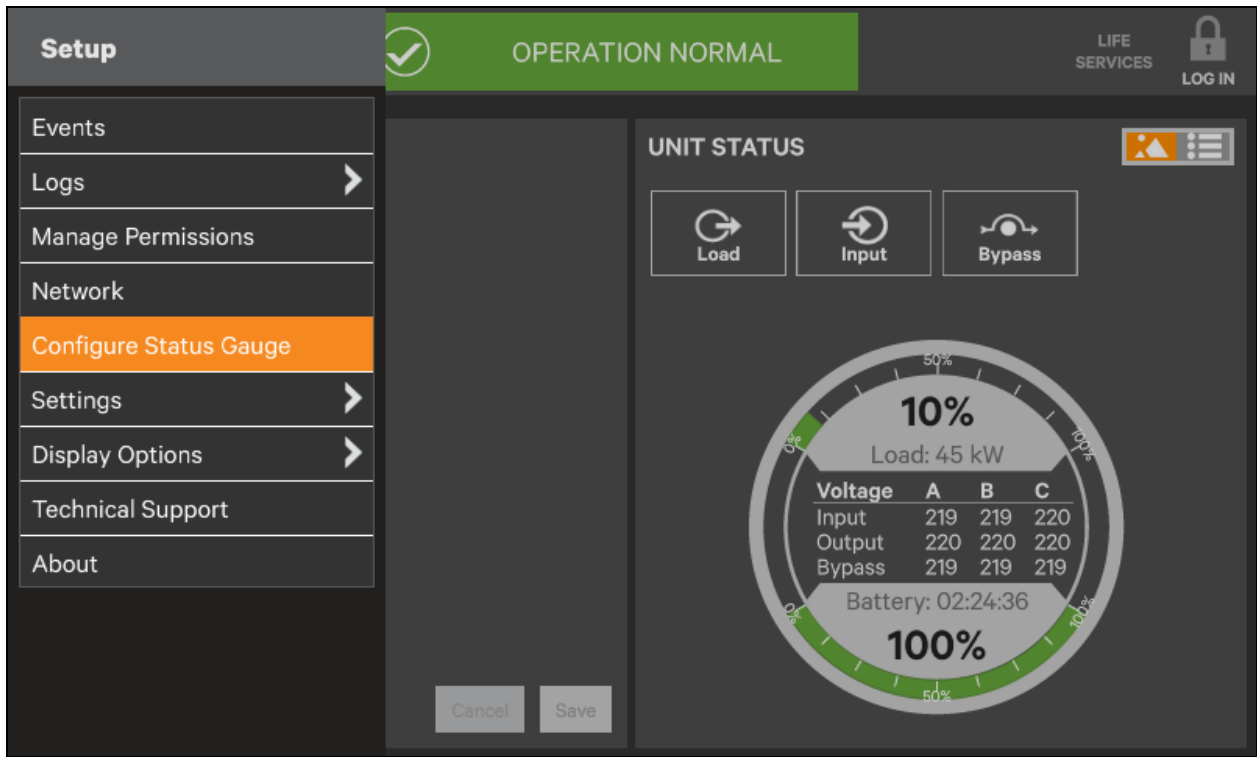 Setup
OPERATION NORMAL
LIFE
SERVICES
LOG IN
Events
Logs
Manage Permissions
Network
Configure Status Gauge
Settings
Display Options
Technical Support
About
Cancel Save
UNIT STATUS
Load Input Bypass
50%
0% 100%
10%
Load: 45 kW
Voltage A B C
Input 219 219 220
Output 220 220 220
Bypass 219 219 219
Battery: 02:24:36
100%
0% 100%
50%